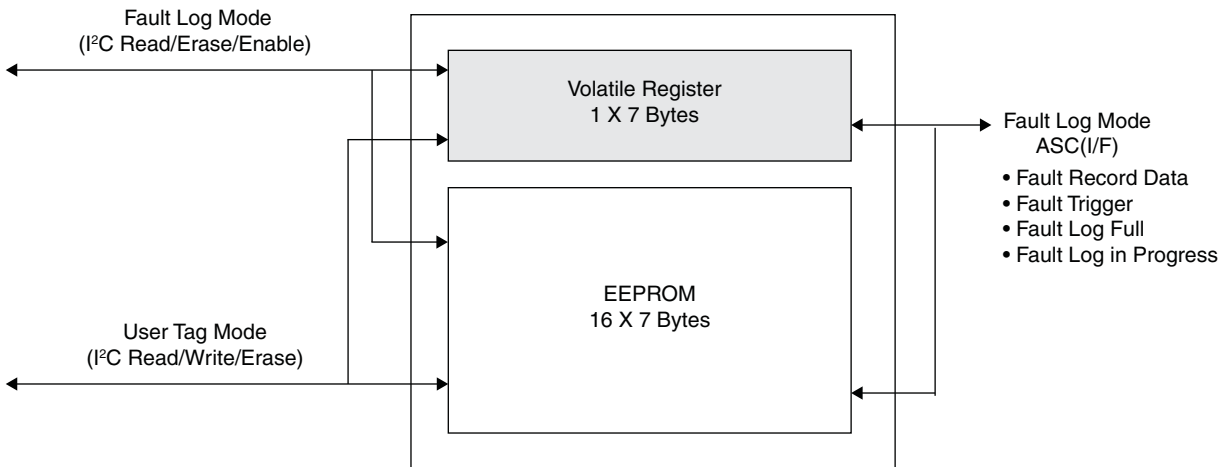 Fault Log Mode
(I²C Read/Erase/Enable)
Volatile Register
1 X 7 Bytes
Fault Log Mode
ASC(I/F)
• Fault Record Data
• Fault Trigger
• Fault Log Full
• Fault Log in Progress
EEPROM
16 X 7 Bytes
User Tag Mode
(I²C Read/Write/Erase)